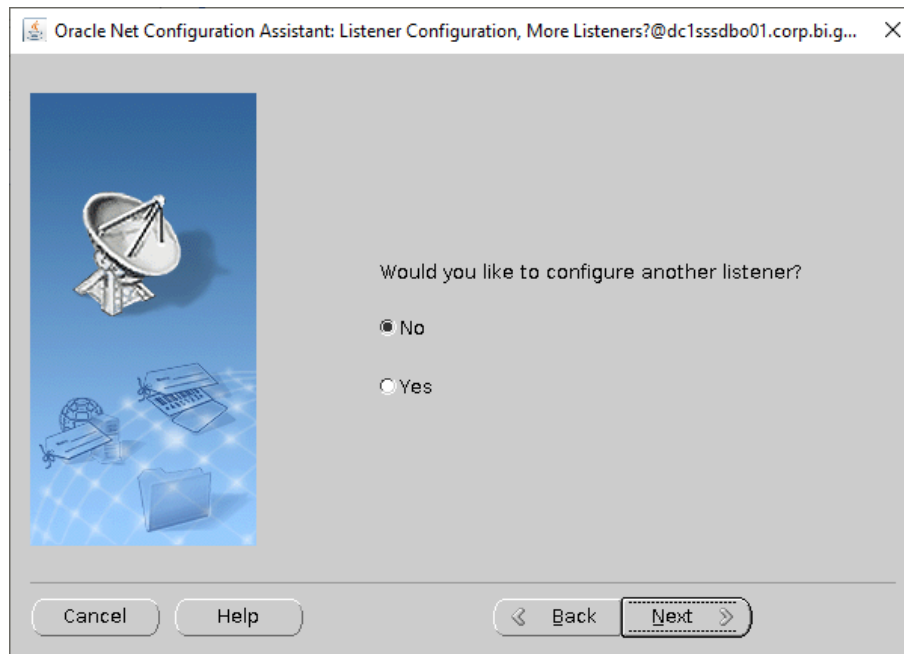 Oracle Net Configuration Assistant: Listener Configuration, More Listeners?@dc1sssdbo01.corp.bi.g...
Would you like to configure another listener?
No
Yes
Cancel
Help
Back
Next